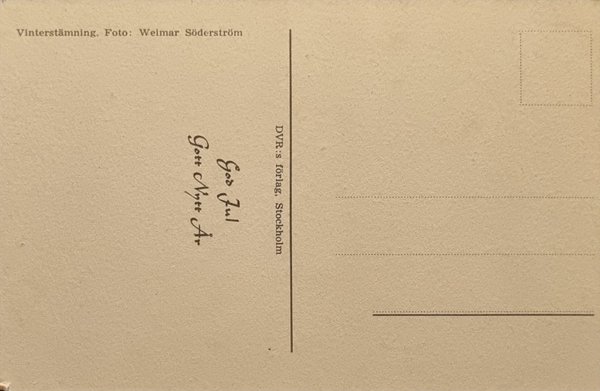 Vinterstämning. Foto: Welmar Söderström
God Jul
Gott Nytt År
DVR:s förlag, Stockholm